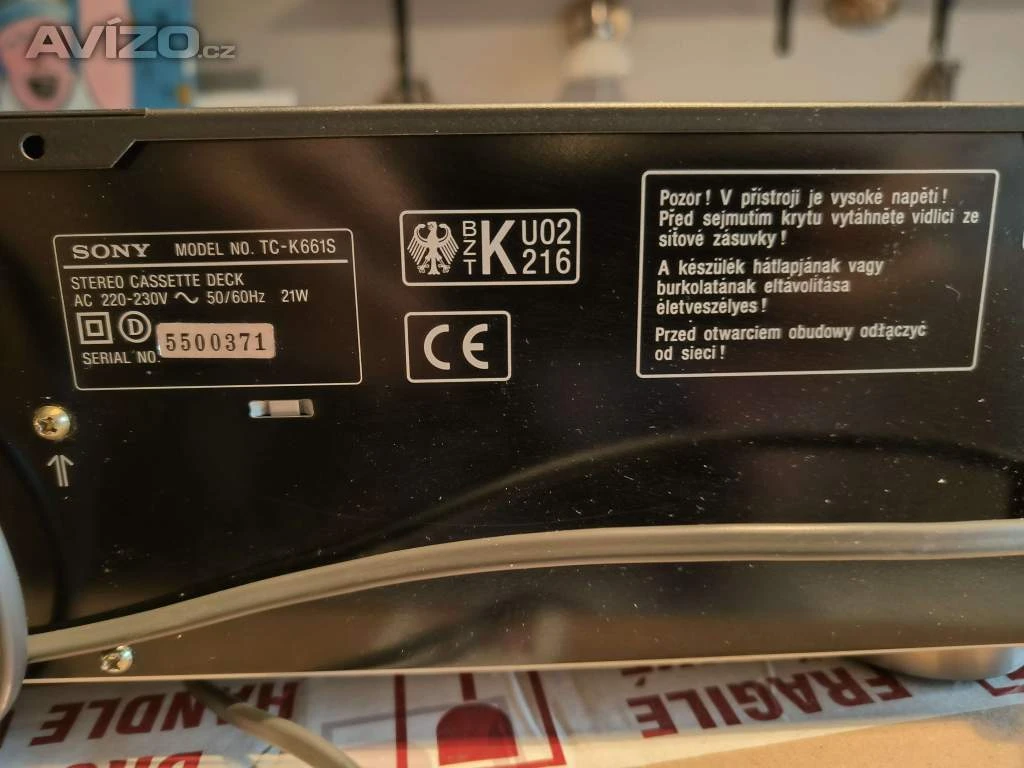 AVÍZO.cz
SONY MODEL NO. TC-K661S
STEREO CASSETTE DECK
AC 220-230V ~ 50/60Hz 21W
D
SERIAL NO. 5500371
BZT K U02
216
CE
Pozor! V přístroji je vysoké napětí!
Před sejmutím krytu vytáhněte vidlici ze
síťové zásuvky!
A készülék hátlapjának vagy
burkolatának eltávolítása
életveszélyes!
Przed otwarciem obudowy odłączyć
od sieci!
HANDLE
FRAGILE